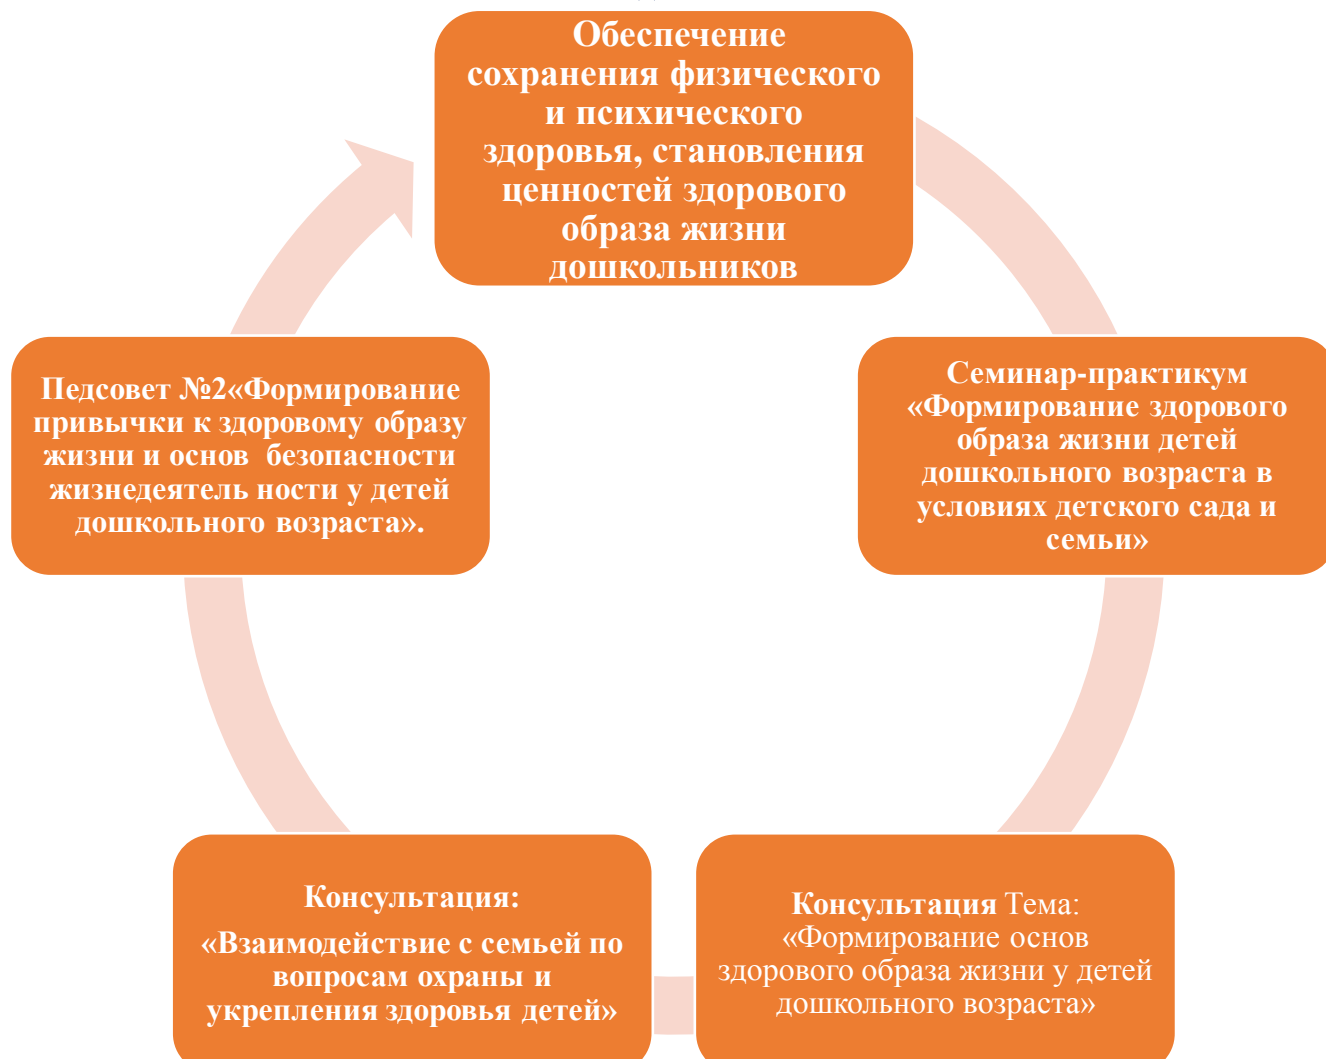 Обеспечение
сохранения физического
и психического
здоровья, становления
ценностей здорового
образа жизни
дошкольников
Семинар-практикум
«Формирование здорового
образа жизни детей
дошкольного возраста в
условиях детского сада и
семьи»
Консультация Тема:
«Формирование основ
здорового образа жизни у детей
дошкольного возраста»
Консультация:
«Взаимодействие с семьей по
вопросам охраны и
укрепления здоровья детей»
Педсовет №2«Формирование
привычки к здоровому образу
жизни и основ  безопасности
жизнедеятель ности у детей
дошкольного возраста».